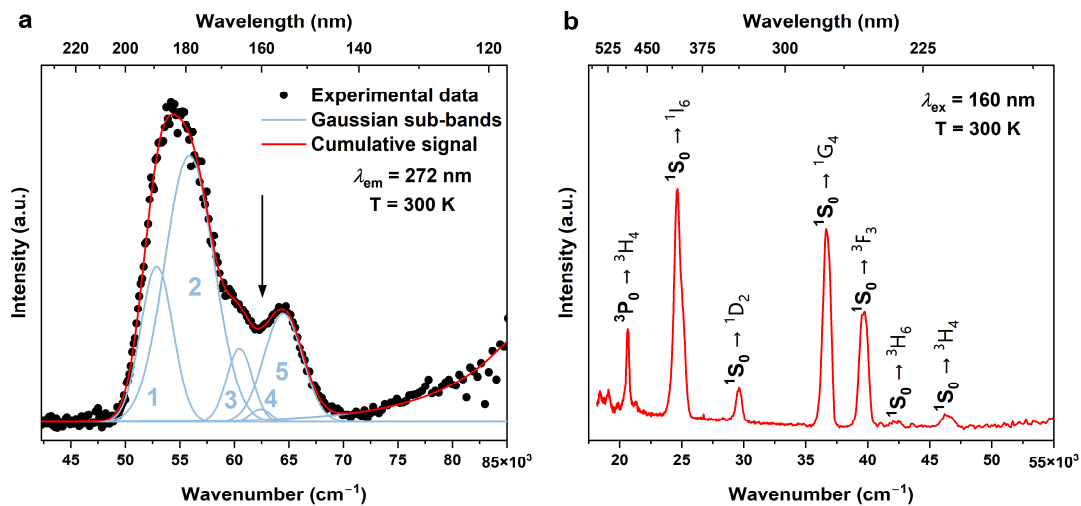 a
Wavelength (nm)
220 200 180 160 140 120
Experimental data
Gaussian sub-bands
Cumulative signal
λem = 272 nm
T = 300 K
Intensity (a.u.)
1
2
3
4
5
45 50 55 60 65 70 75 80 85×10³
Wavenumber (cm⁻¹)
b
Wavelength (nm)
525 450 375 300 225
λex = 160 nm
T = 300 K
Intensity (a.u.)
³P₀ → ³H₄
¹S₀ → ¹I₆
¹S₀ → ¹D₂
¹S₀ → ¹G₄
¹S₀ → ³F₃
¹S₀ → ³H₆
¹S₀ → ³H₄
20 25 30 35 40 45 50 55×10³
Wavenumber (cm⁻¹)